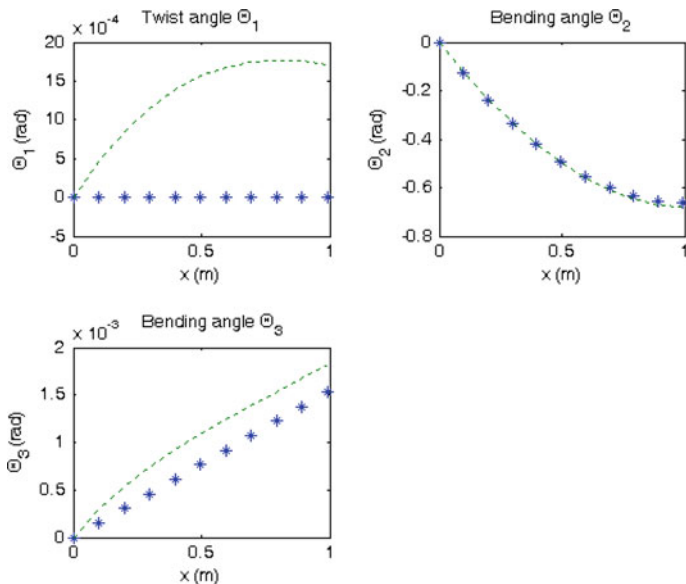 x 10⁻⁴
Twist angle Θ₁
20
15
10
5
0
-5
Θ₁ (rad)
0
0.5
1
x (m)
Bending angle Θ₂
0
-0.2
-0.4
-0.6
-0.8
Θ₂ (rad)
0
0.5
1
x (m)
x 10⁻³
Bending angle Θ₃
2
1.5
1
0.5
0
Θ₃ (rad)
0
0.5
1
x (m)